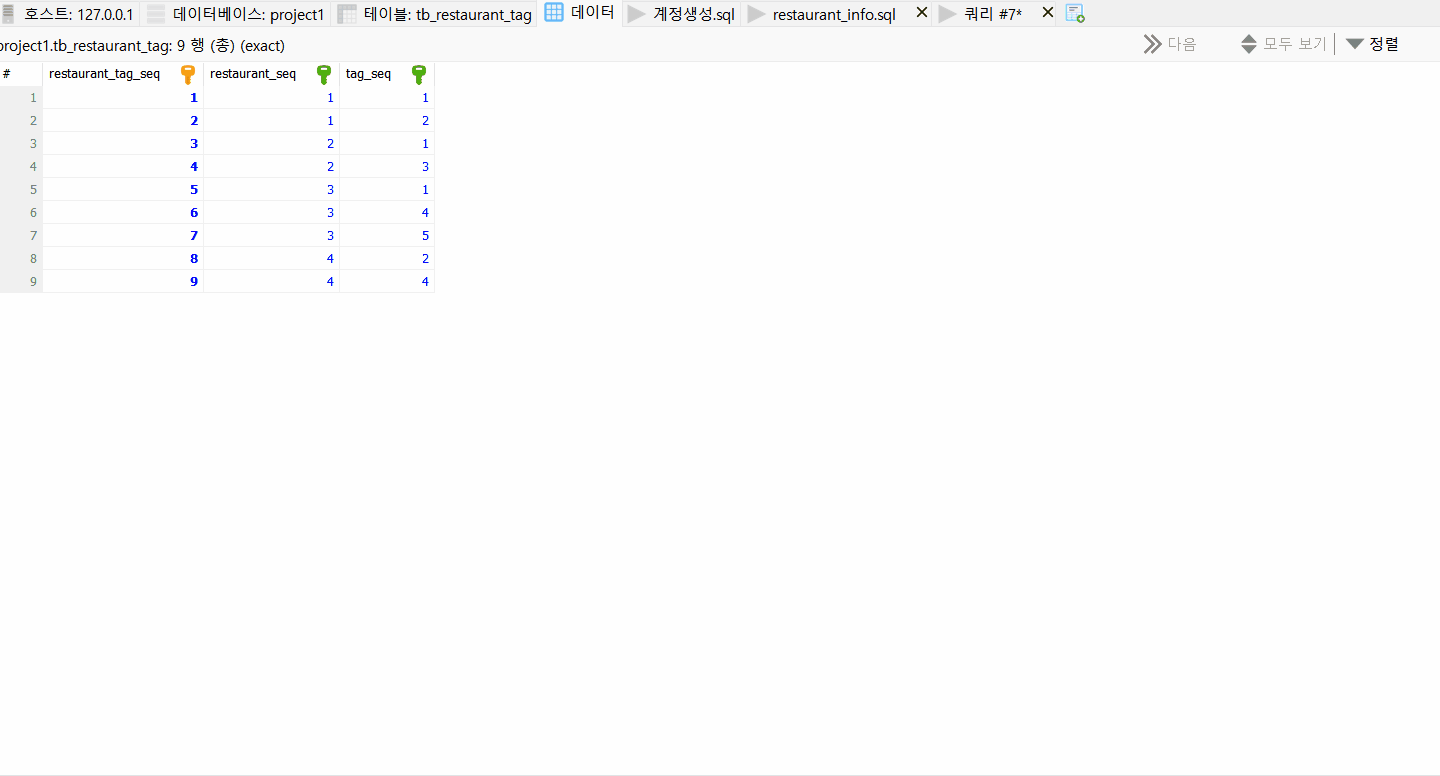 호스트: 127.0.0.1 데이터베이스: project1 테이블: tb_restaurant_tag 데이터 계정생성.sql restaurant_info.sql 쿼리 #7*
project1.tb_restaurant_tag: 9 행 (총) (exact) 다음 모두 보기 정렬
# restaurant_tag_seq restaurant_seq tag_seq
1 1 1 1
2 2 1 2
3 3 2 1
4 4 2 3
5 5 3 1
6 6 3 4
7 7 3 5
8 8 4 2
9 9 4 4